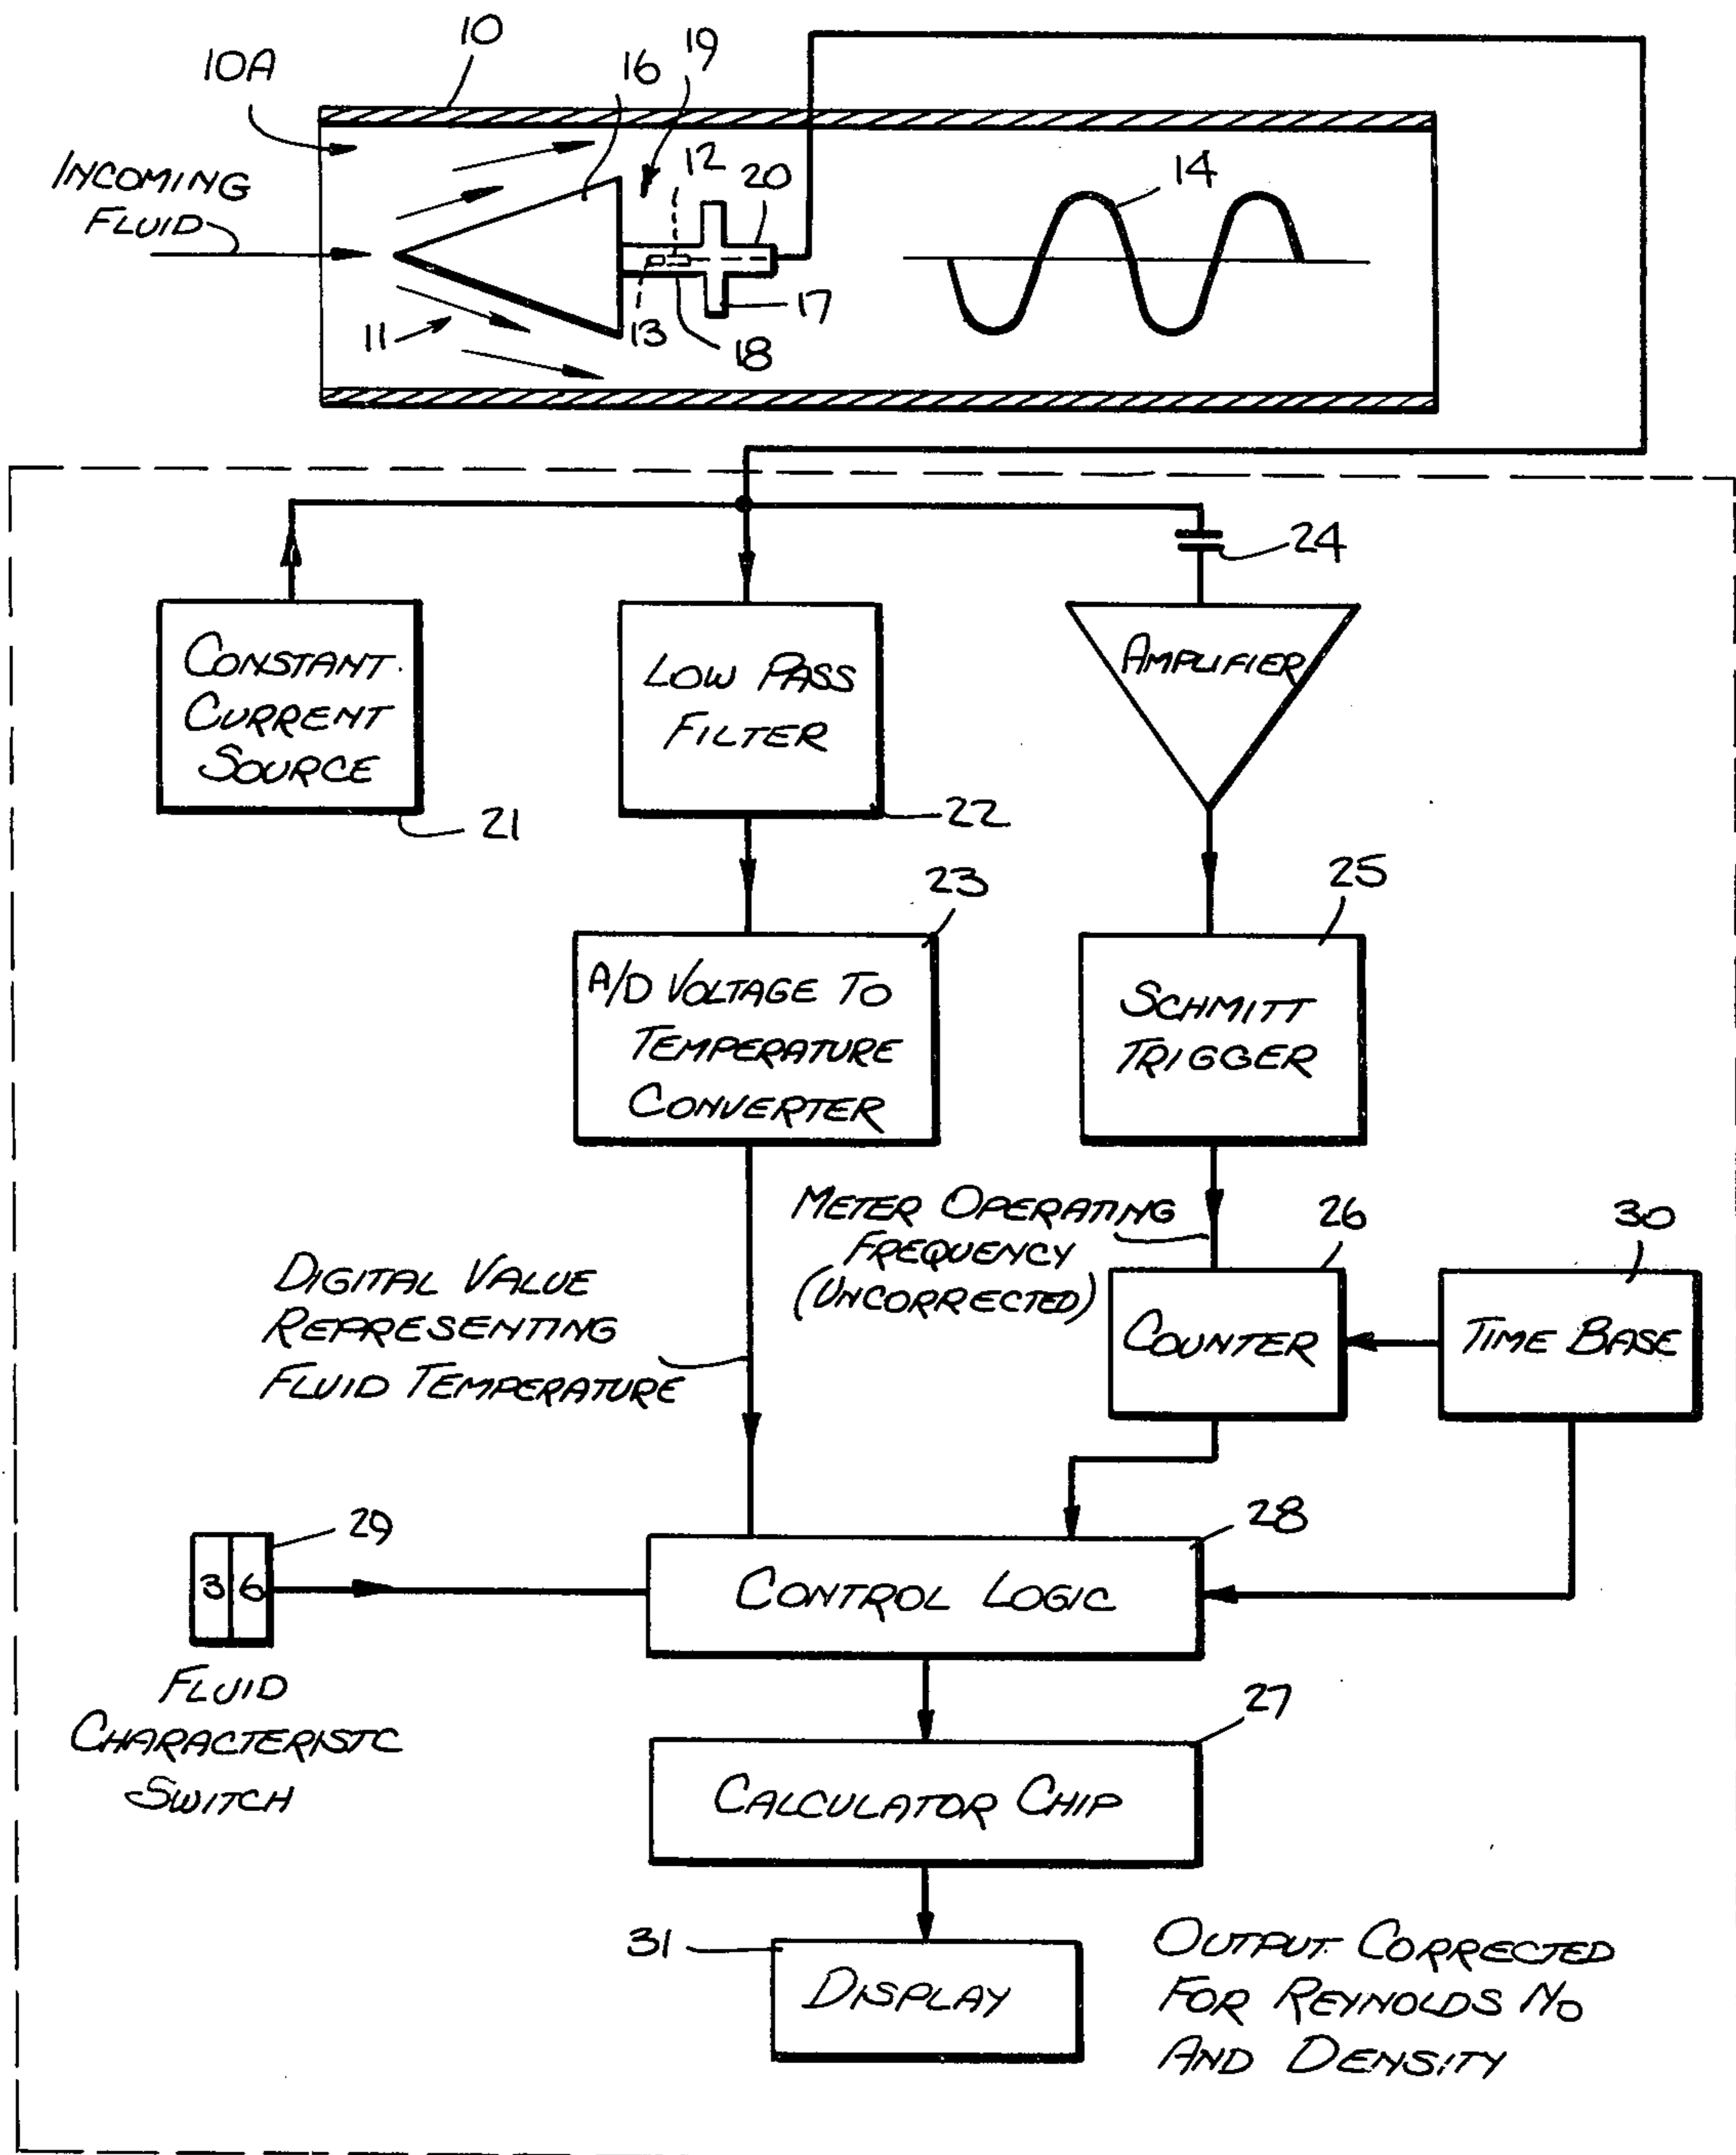 10
10A
16
19
INCOMING
FLUID
12
20
14
11
13
18
17
24
CONSTANT
CURRENT
SOURCE
21
LOW PASS
FILTER
22
AMPLIFIER
23
25
A/D VOLTAGE TO
TEMPERATURE
CONVERTER
SCHMITT
TRIGGER
METER OPERATING
FREQUENCY
(UNCORRECTED)
26
30
DIGITAL VALUE
REPRESENTING
FLUID TEMPERATURE
COUNTER
TIME BASE
29
3 6
FLUID
CHARACTERISTIC
SWITCH
28
CONTROL LOGIC
27
CALCULATOR CHIP
31
DISPLAY
OUTPUT CORRECTED
FOR REYNOLDS NO
AND DENSITY